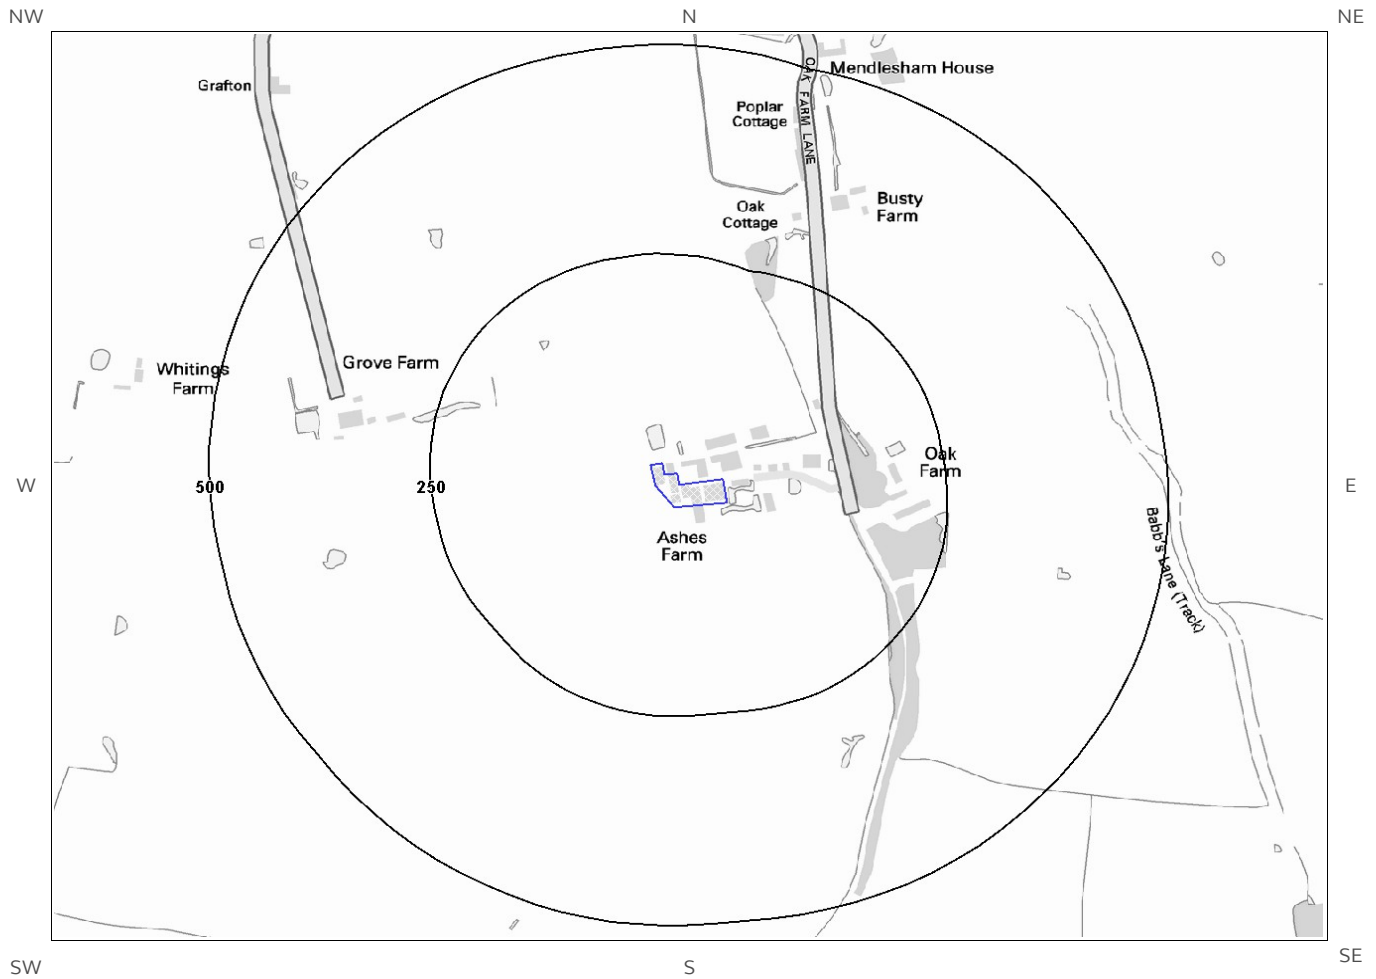 NW
N
NE
OAK FARM LANE
Mendlesham House
Grafton
Poplar
Cottage
Busty
Farm
Oak
Cottage
Whitings
Farm
Grove Farm
Oak
Farm
W
500
250
E
Ashes
Farm
Babb's Lane (Track)
SW
S
SE